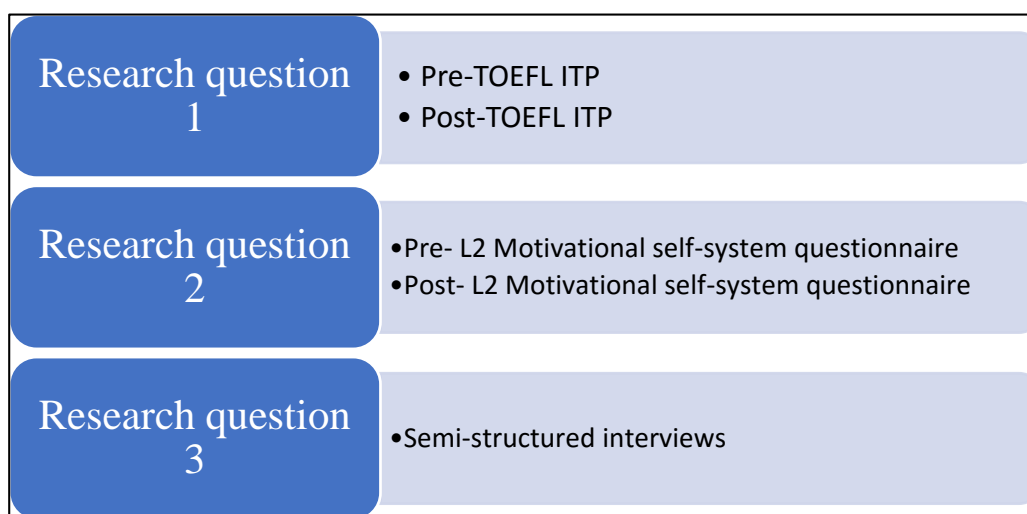 Research question
1
• Pre-TOEFL ITP
• Post-TOEFL ITP
Research question
2
•Pre- L2 Motivational self-system questionnaire
•Post- L2 Motivational self-system questionnaire
Research question
3
•Semi-structured interviews